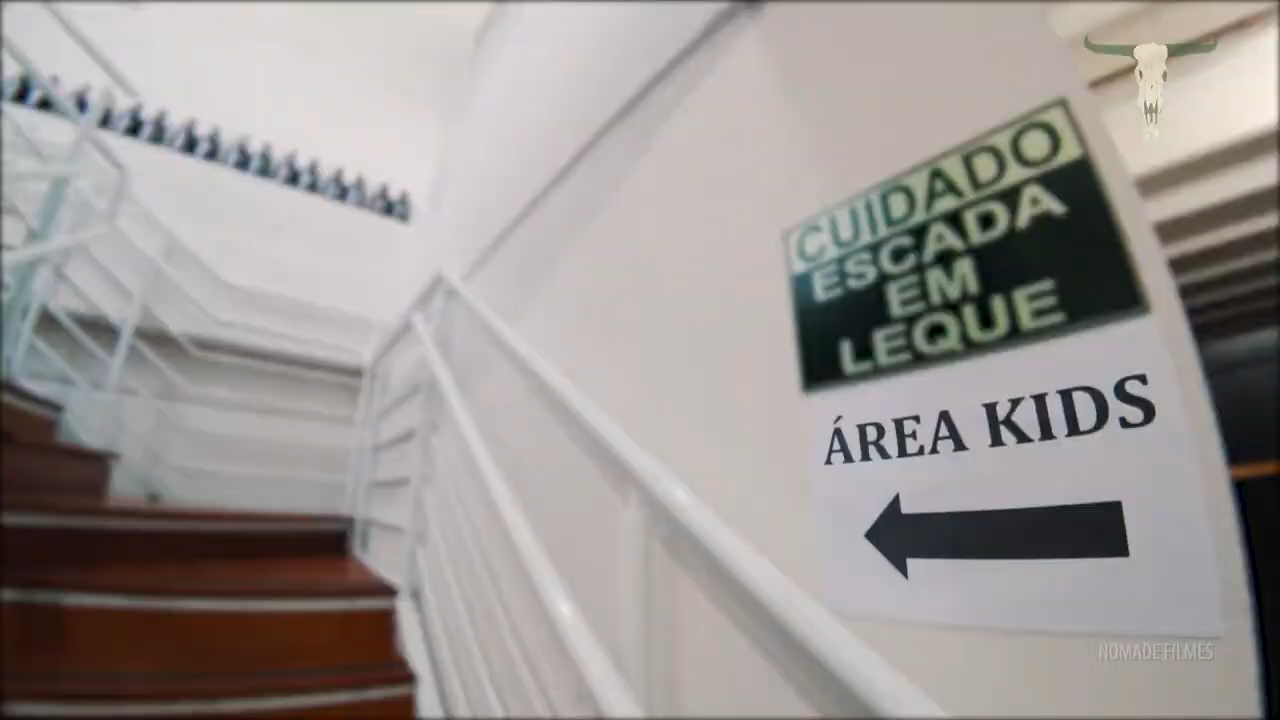 CUIDADO
ESCADA
EM
LEQUE
ÁREA KIDS
NOMADEFILMES